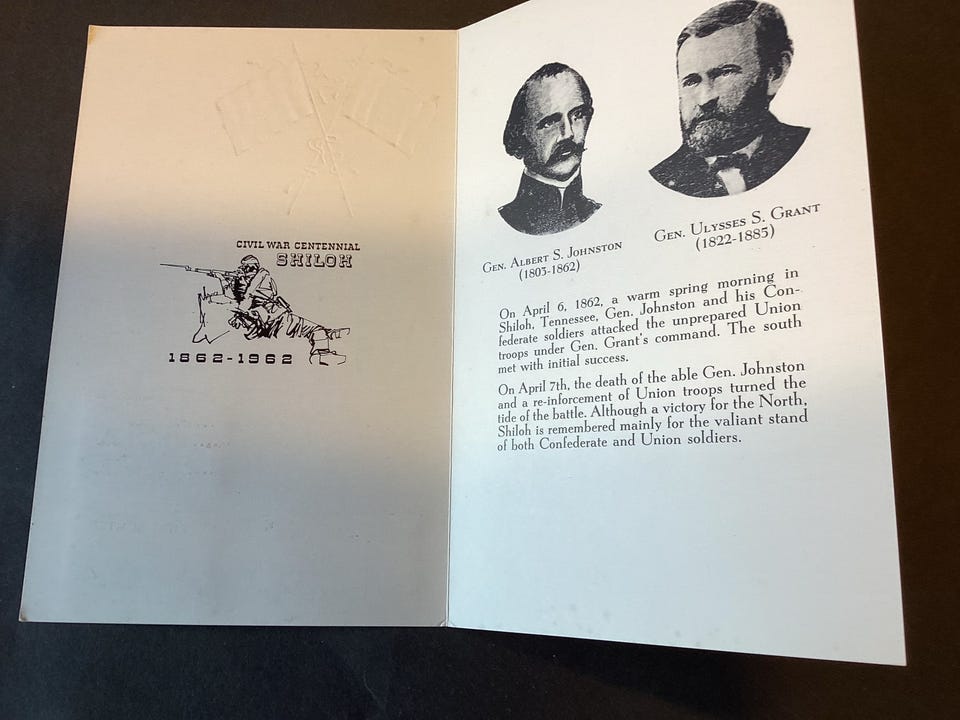 CIVIL WAR CENTENNIAL
SHILOH
1862-1962
GEN. ALBERT S. JOHNSTON
(1803-1862)
GEN. ULYSSES S. GRANT
(1822-1885)
On April 6, 1862, a warm spring morning in
Shiloh, Tennessee, Gen. Johnston and his Con-
federate soldiers attacked the unprepared Union
troops under Gen. Grant's command. The south
met with initial success.
On April 7th, the death of the able Gen. Johnston
and a re-inforcement of Union troops turned the
tide of the battle. Although a victory for the North,
Shiloh is remembered mainly for the valiant stand
of both Confederate and Union soldiers.